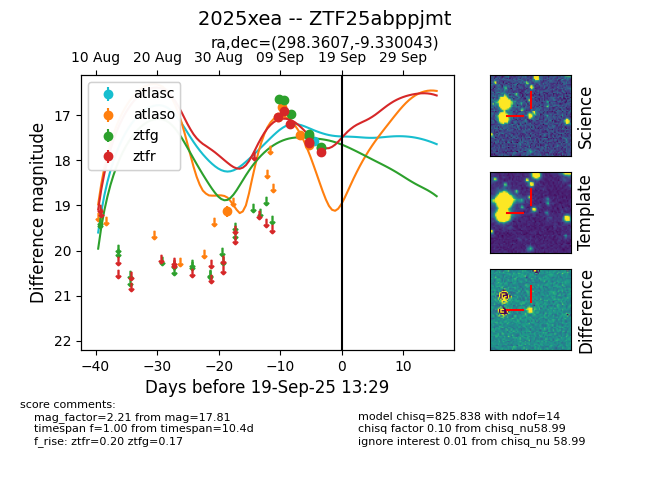 2025xea -- ZTF25abppjmt
ra,dec=(298.3607,-9.330043)
10 Aug 20 Aug 30 Aug 09 Sep 19 Sep 29 Sep
atlasc
atlaso
ztfg
ztfr
17
18
19
20
21
22
Difference magnitude
−40 −30 −20 −10 0 10
Days before 19-Sep-25 13:29
Science
Template
Difference
score comments:
mag_factor=2.21 from mag=17.81
timespan f=1.00 from timespan=10.4d
f_rise: ztfr=0.20 ztfg=0.17
model chisq=825.838 with ndof=14
chisq factor 0.10 from chisq_nu58.99
ignore interest 0.01 from chisq_nu 58.99